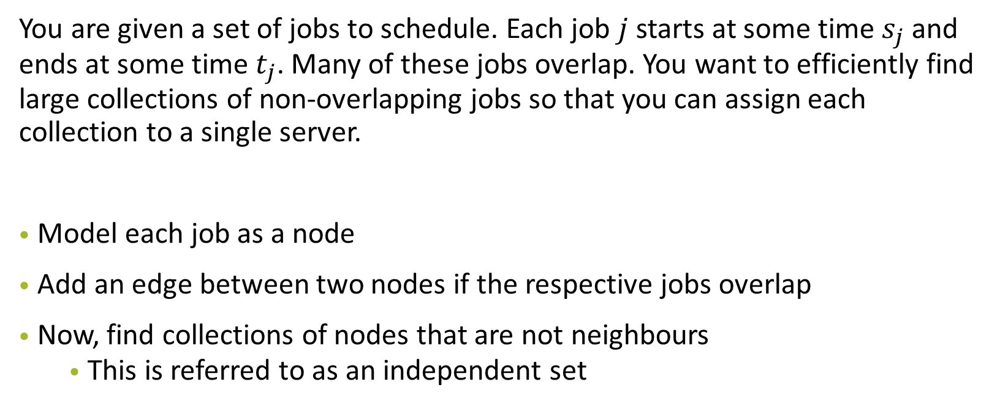 You are given a set of jobs to schedule. Each job j starts at some time s_j and
ends at some time t_j. Many of these jobs overlap. You want to efficiently find
large collections of non-overlapping jobs so that you can assign each
collection to a single server.
• Model each job as a node
• Add an edge between two nodes if the respective jobs overlap
• Now, find collections of nodes that are not neighbours
• This is referred to as an independent set